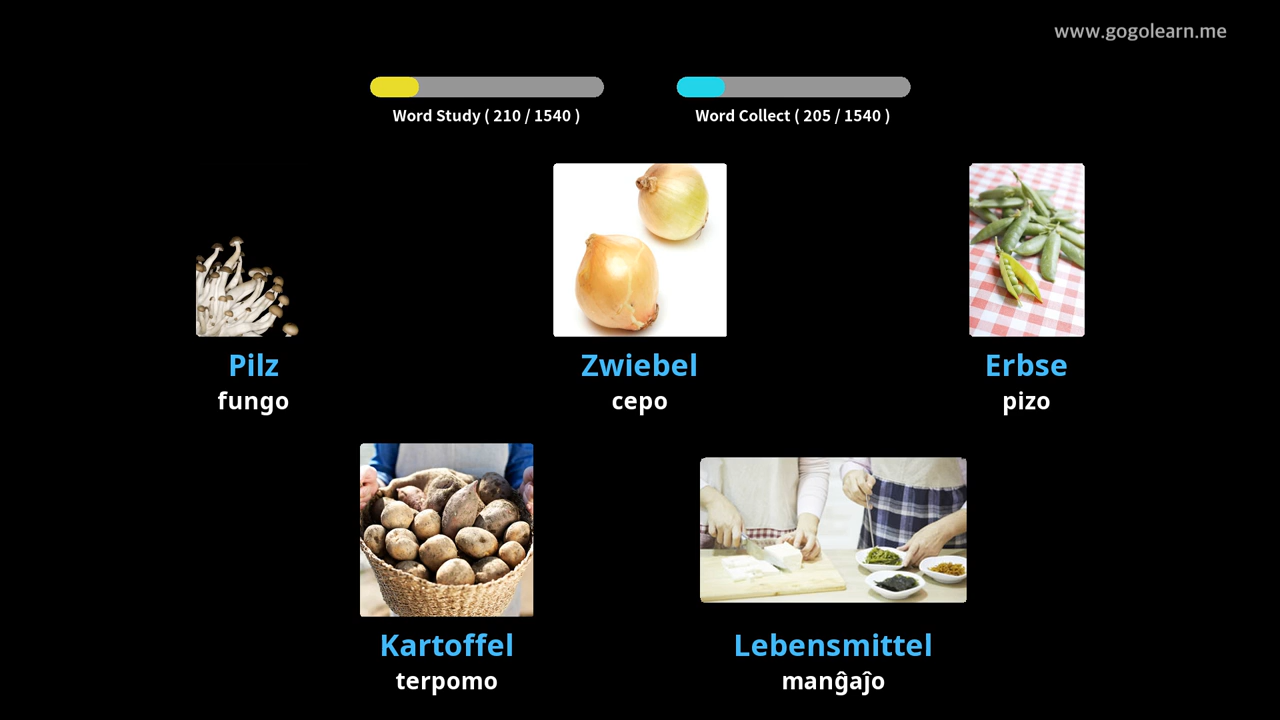 www.gogolearn.me
Word Study ( 210 / 1540 )
Word Collect ( 205 / 1540 )
Pilz
fungo
Zwiebel
cepo
Erbse
pizo
Kartoffel
terpomo
Lebensmittel
manĝaĵo